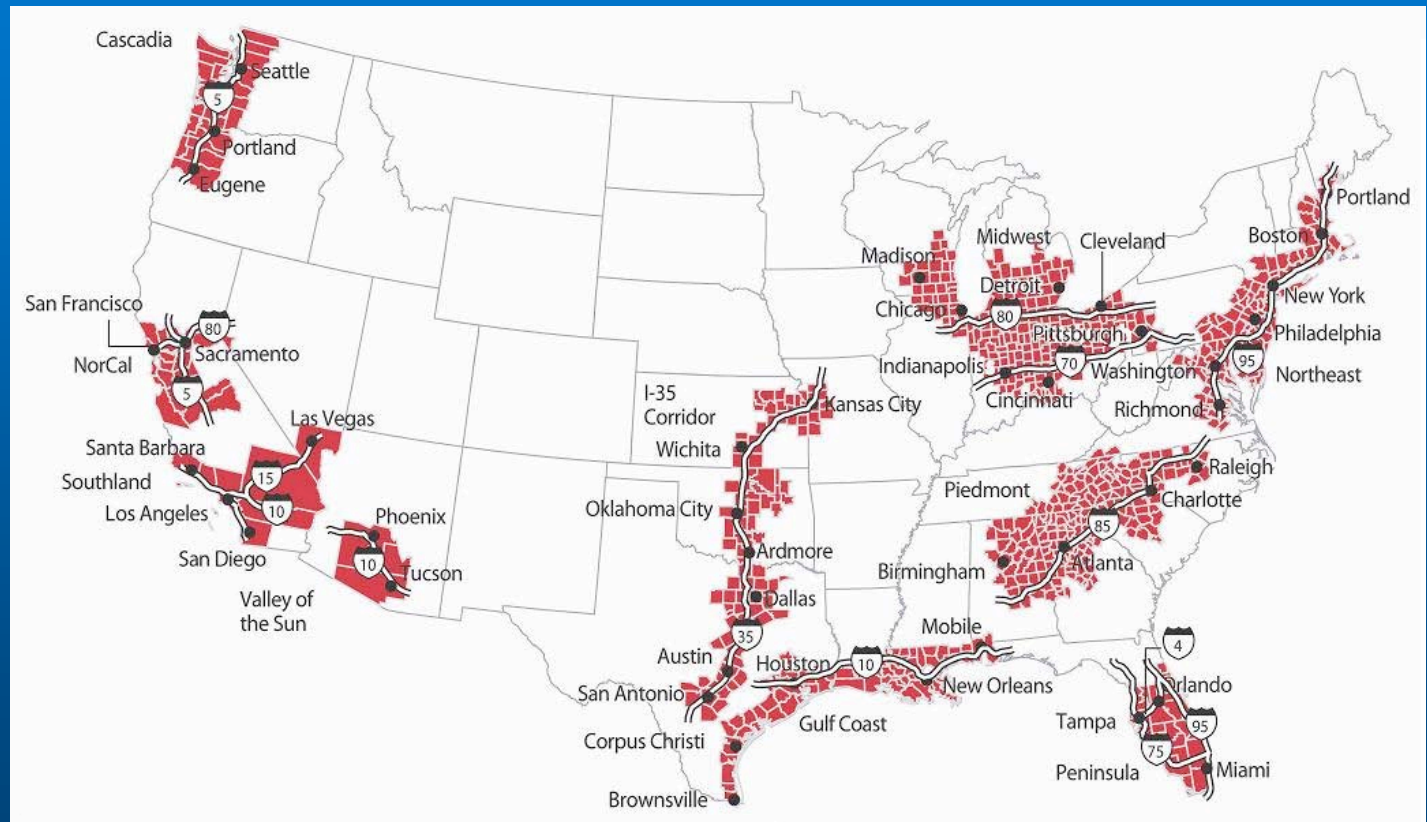 Cascadia
Seattle
5
Portland
Eugene
San Francisco
80
Sacramento
NorCal
5
Las Vegas
Santa Barbara
15
Southland
10
Los Angeles
San Diego
Phoenix
10
Tucson
Valley of
the Sun
I-35
Corridor
Kansas City
Wichita
Oklahoma City
Ardmore
Dallas
35
Austin
San Antonio
Corpus Christi
Brownsville
Houston
10
Mobile
New Orleans
Gulf Coast
Madison
Midwest
Cleveland
Detroit
Chicago
80
Pittsburgh
Indianapolis
70
Cincinnati
Portland
Boston
New York
Philadelphia
95
Washington
Northeast
Richmond
Raleigh
Piedmont
Charlotte
85
Birmingham
Atlanta
4
Orlando
Tampa
95
75
Peninsula
Miami